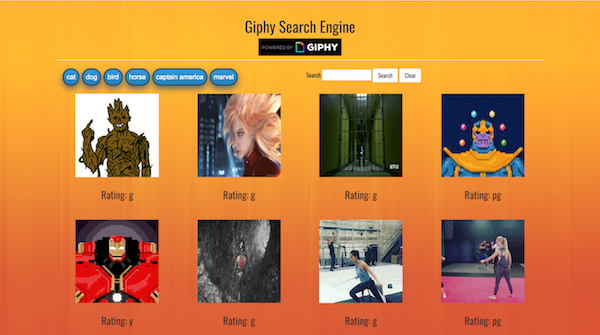 Giphy Search Engine
POWERED BY GIPHY
cat dog bird horse captain america marvel Search Search Clear
NETFLIX
Rating: g Rating: g Rating: g Rating: pg
Rating: y Rating: g Rating: g Rating: pg